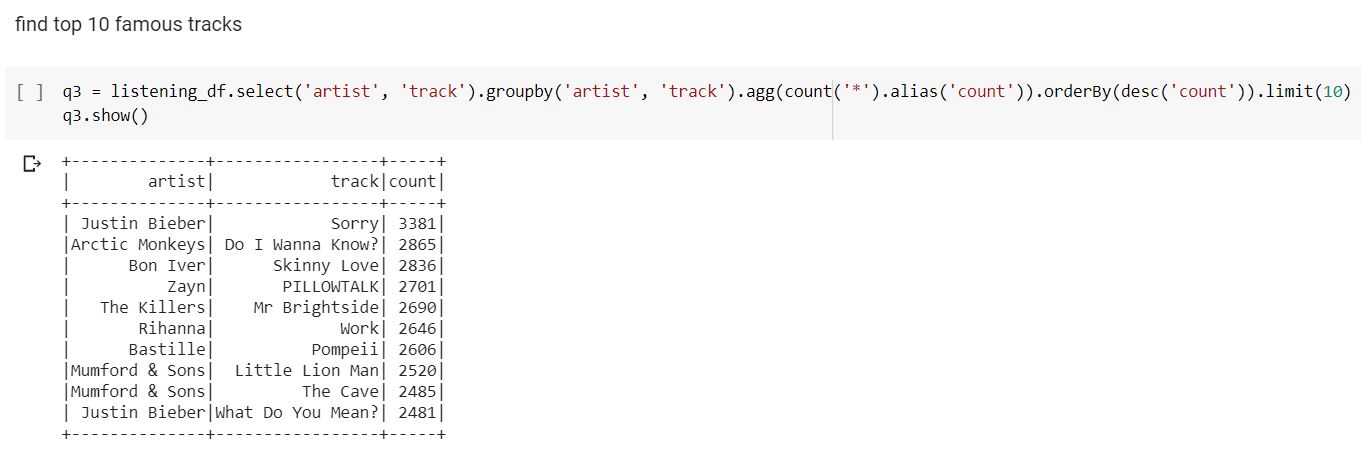 find top 10 famous tracks
[ ] q3 = listening_df.select('artist', 'track').groupby('artist', 'track').agg(count('*').alias('count')).orderBy(desc('count')).limit(10)
q3.show()
+--------------+-----------------+-----+
|        artist|            track|count|
+--------------+-----------------+-----+
| Justin Bieber|            Sorry| 3381|
|Arctic Monkeys| Do I Wanna Know?| 2865|
|      Bon Iver|      Skinny Love| 2836|
|          Zayn|       PILLOWTALK| 2701|
|   The Killers|    Mr Brightside| 2690|
|       Rihanna|             Work| 2646|
|      Bastille|          Pompeii| 2606|
|Mumford & Sons|  Little Lion Man| 2520|
|Mumford & Sons|         The Cave| 2485|
| Justin Bieber|What Do You Mean?| 2481|
+--------------+-----------------+-----+